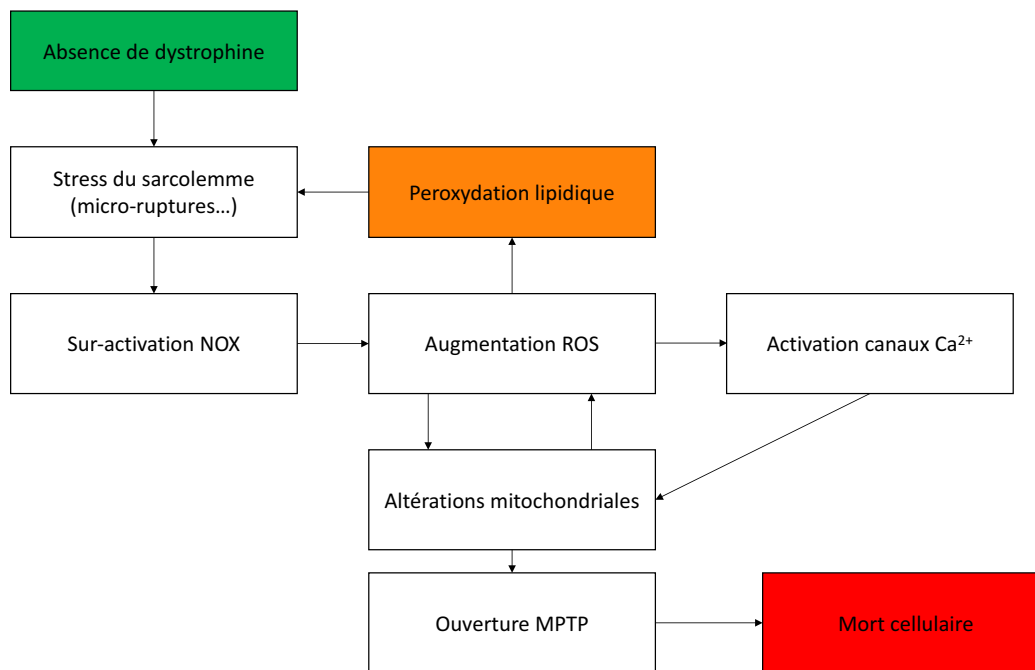 Absence de dystrophine
Stress du sarcolemme
(micro-ruptures…)
Peroxydation lipidique
Sur-activation NOX
Augmentation ROS
Activation canaux Ca²⁺
Altérations mitochondriales
Ouverture MPTP
Mort cellulaire